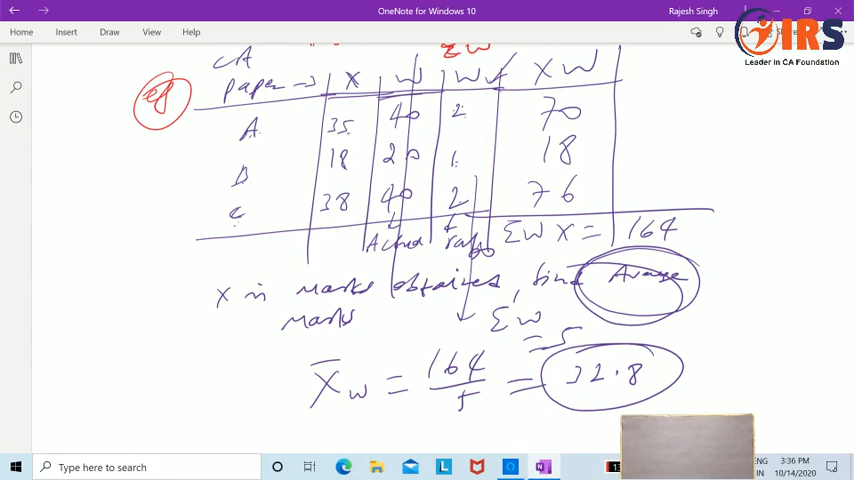 OneNote for Windows 10
Rajesh Singh
Home Insert Draw View Help
IRS
Leader in CA Foundation
ΣW
CA
paper → X W W XW
eg
A 35 40 2 70
B 18 20 1 18
C 38 40 2 76
Actual ratio ΣWX = 164
X is marks obtained, find Average
marks ΣW
= 5
X̄w = 164/5 = 32.8
Type here to search
ENG 3:36 PM
IN 10/14/2020